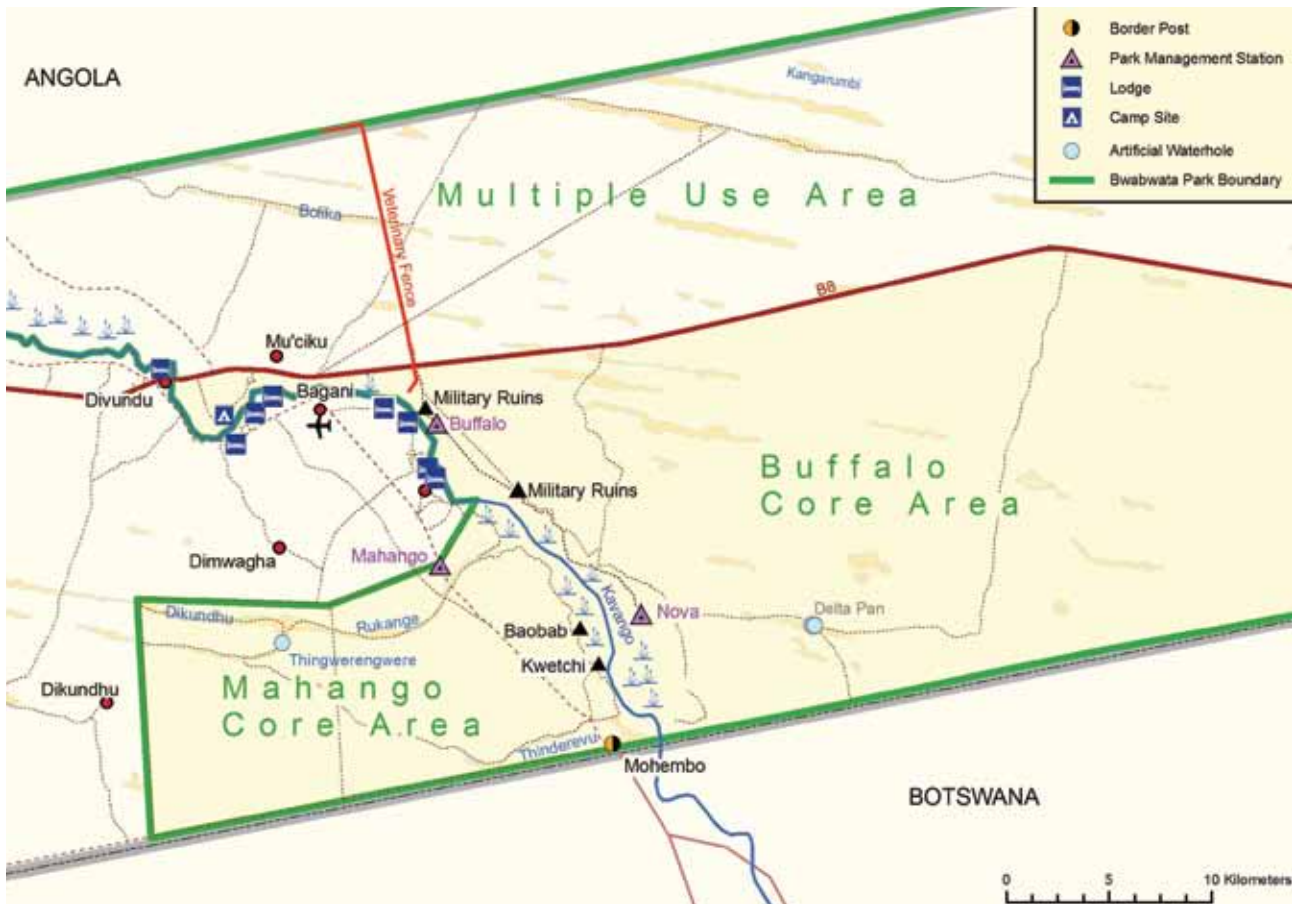 ANGOLA
Border Post
Park Management Station
Lodge
Camp Site
Artificial Waterhole
Bwabwata Park Boundary
Kangarumbi
Multiple Use Area
Botika
Veterinary Fence
B8
Mu'ciku
Divundu
Bagani
Military Ruins
Buffalo
Buffalo
Core Area
Military Ruins
Dimwagha
Mahango
Dikundhu
Rukange
Thingwerengwere
Baobab
Kavango
Nova
Delta Pan
Kwetchi
Dikundhu
Mahango
Core Area
Thinderevu
Mohembo
BOTSWANA
0 5 10 Kilometers